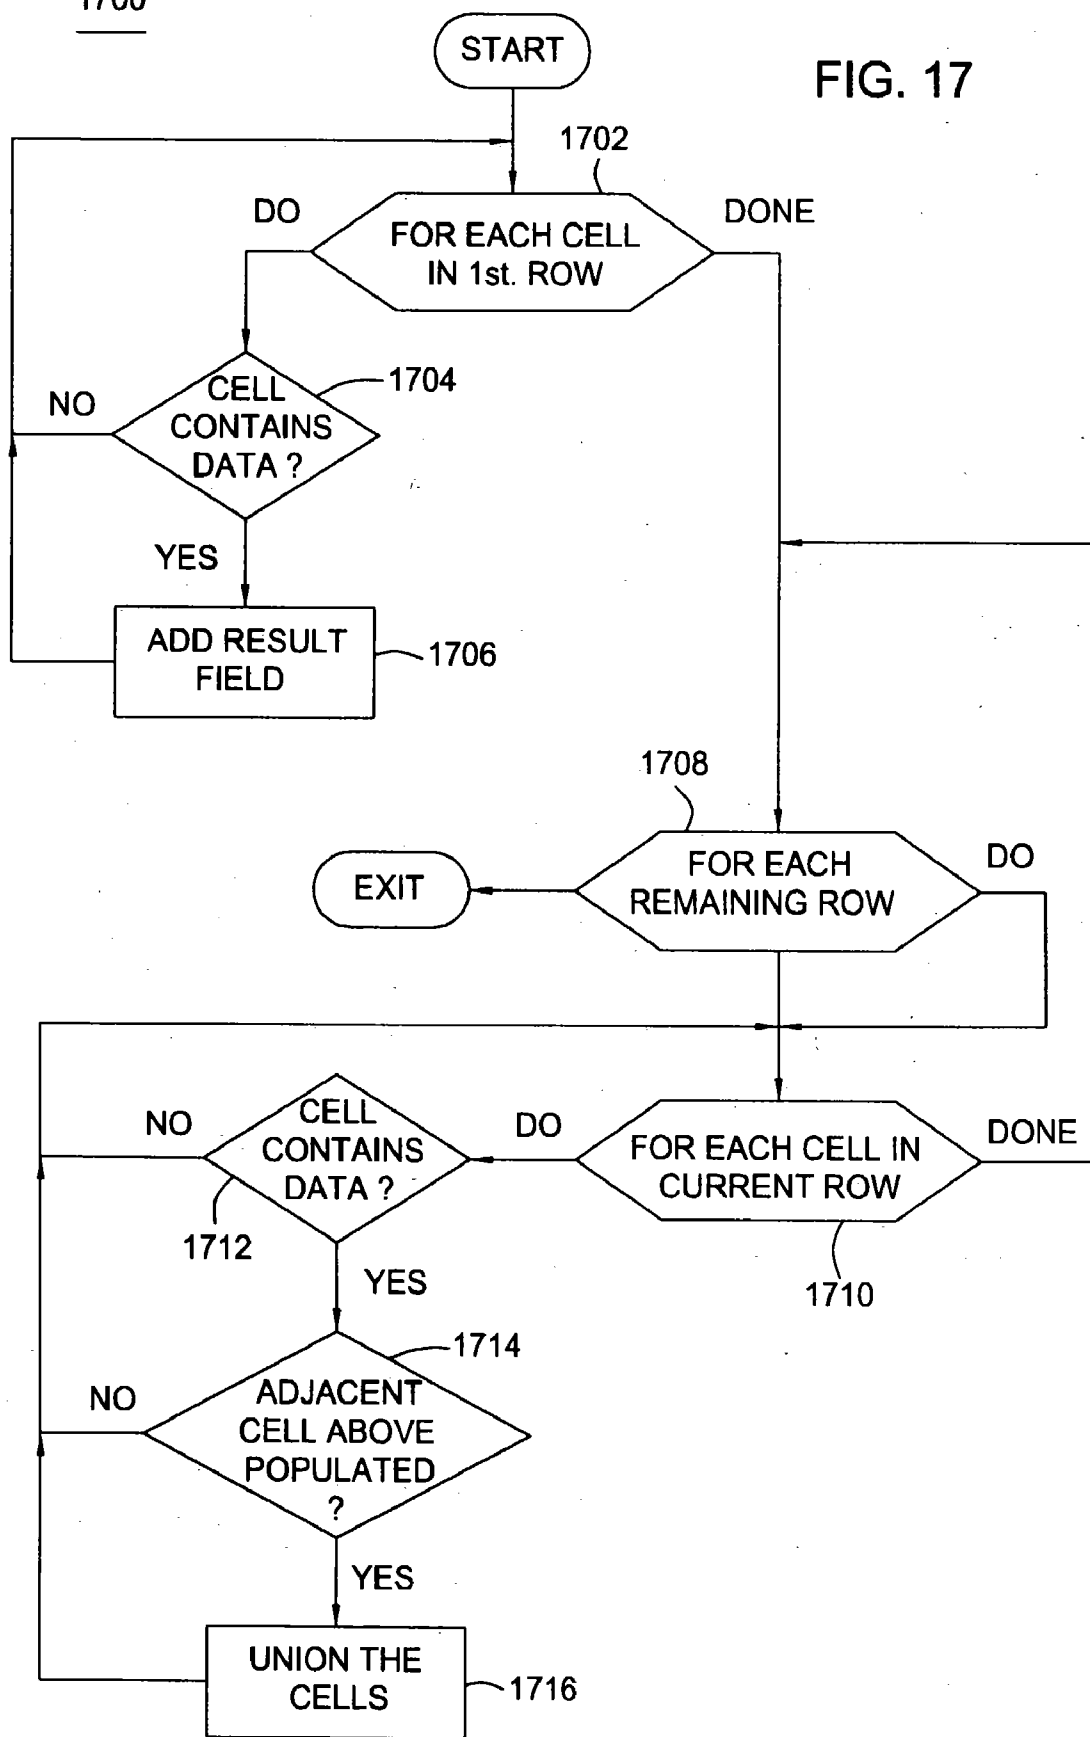 1700
START
FIG. 17
1702
DO
DONE
FOR EACH CELL
IN 1st. ROW
1704
CELL
CONTAINS
DATA ?
NO
YES
ADD RESULT
FIELD
1706
1708
FOR EACH
REMAINING ROW
DO
EXIT
NO
CELL
CONTAINS
DATA ?
DO
FOR EACH CELL IN
CURRENT ROW
DONE
1712
1710
YES
1714
NO
ADJACENT
CELL ABOVE
POPULATED
?
YES
UNION THE
CELLS
1716